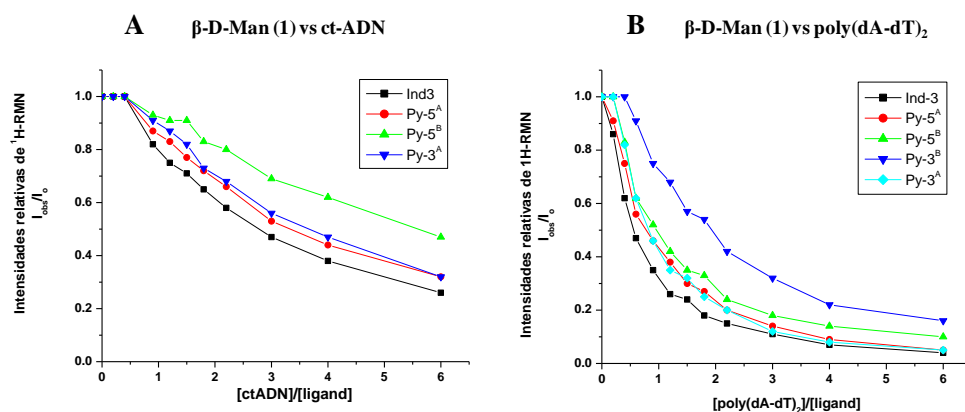 A β-D-Man (1) vs ct-ADN
Intensidades relativas de ¹H-RMN
I_obs/I_o
1.0
0.8
0.6
0.4
0.2
0.0
Ind3
Py-5ᴬ
Py-5ᴮ
Py-3ᴬ
0 1 2 3 4 5 6
[ctADN]/[ligand]
B β-D-Man (1) vs poly(dA-dT)₂
Intensidades relativas de 1H-RMN
I_obs/I_o
1.0
0.8
0.6
0.4
0.2
0.0
Ind-3
Py-5ᴬ
Py-5ᴮ
Py-3ᴮ
Py-3ᴬ
0 1 2 3 4 5 6
[poly(dA-dT)₂]/[ligand]